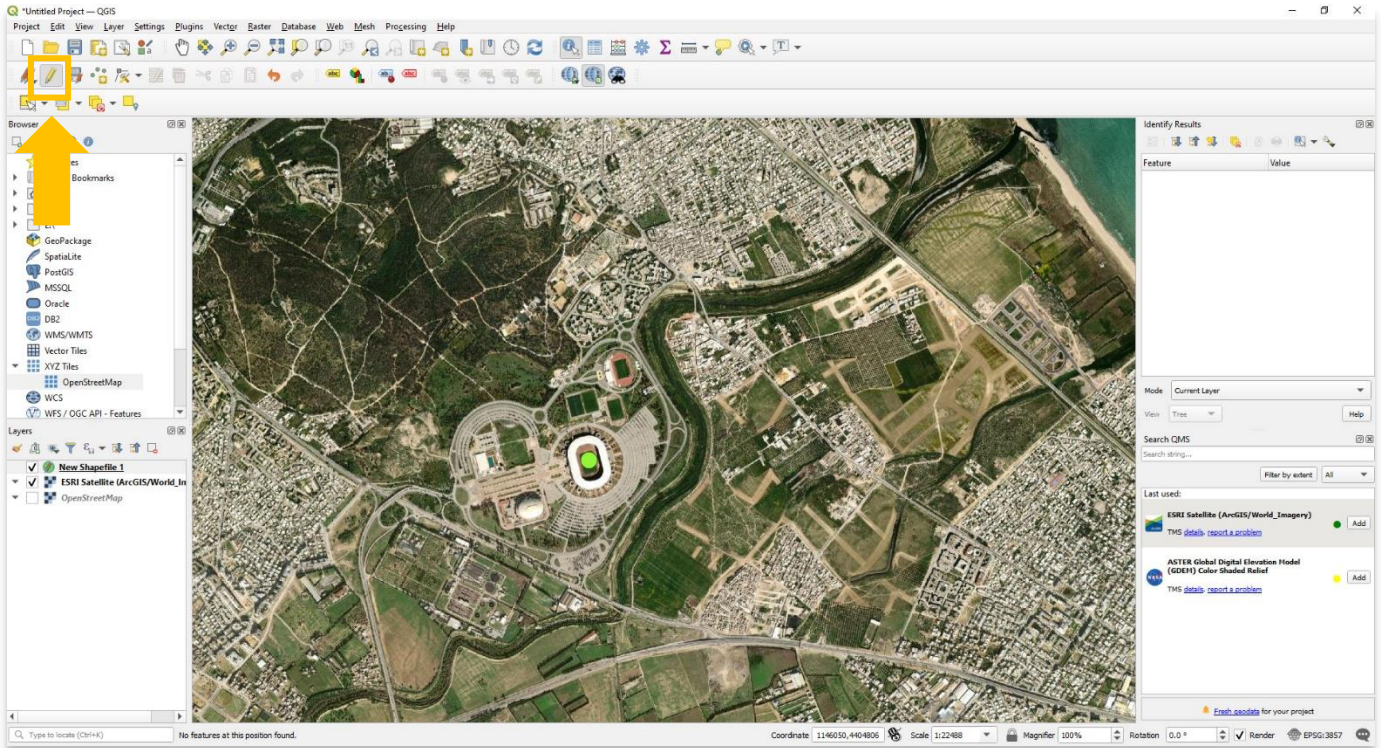 *Untitled Project — QGIS
Project Edit View Layer Settings Plugins Vector Raster Database Web Mesh Processing Help
abc
Browser
Bookmarks
GeoPackage
SpatiaLite
PostGIS
MSSQL
Oracle
DB2
WMS/WMTS
Vector Tiles
XYZ Tiles
OpenStreetMap
WCS
WFS / OGC API - Features
Layers
New Shapefile 1
ESRI Satellite (ArcGIS/World_In
OpenStreetMap
Identify Results
Feature Value
Mode Current Layer
View Tree Help
Search QMS
Search string...
Filter by extent All
Last used:
ESRI Satellite (ArcGIS/World_Imagery)
TMS details, report a problem
Add
ASTER Global Digital Elevation Model
(GDEM) Color Shaded Relief
TMS details, report a problem
Add
Fresh geodata for your project
Type to locate (Ctrl+K) No features at this position found. Coordinate 1146050,4404806 Scale 1:22488 Magnifier 100% Rotation 0.0 ° Render EPSG:3857